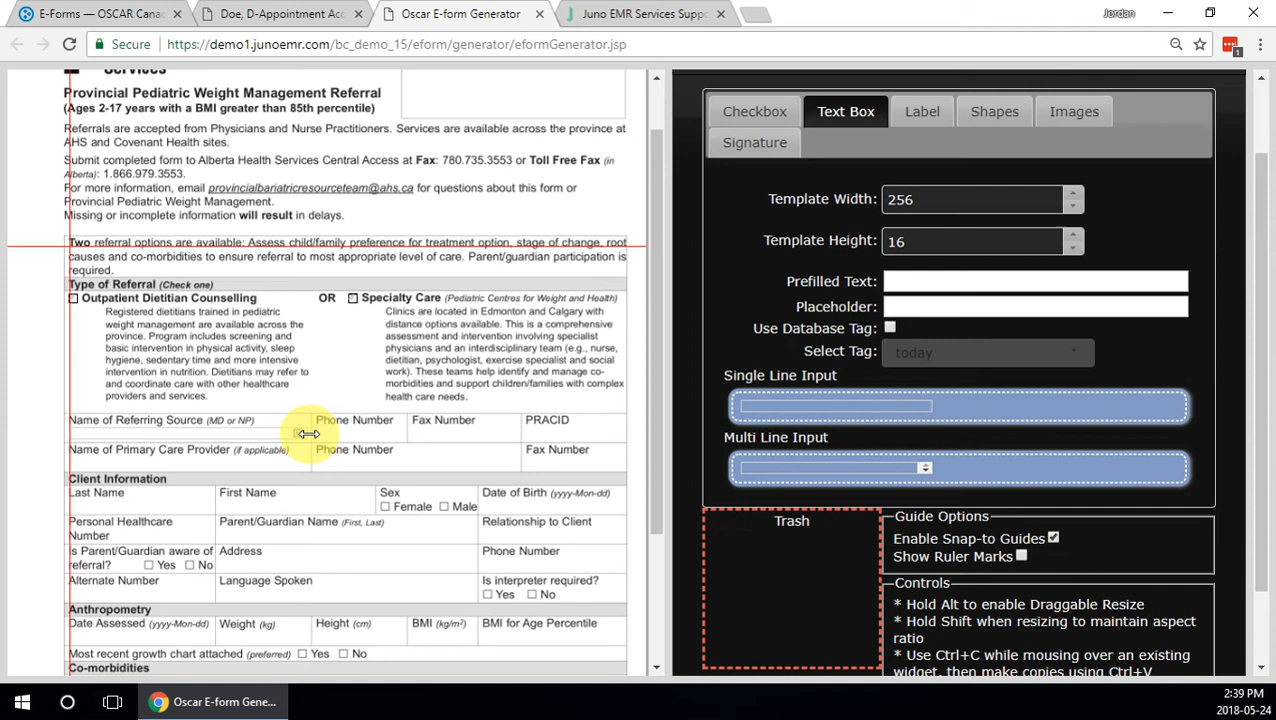 E-Forms — OSCAR Cana
Doe, D-Appointment Acc
Oscar E-form Generator
Juno EMR Services Supp
Jordan
Secure https://demo1.junoemr.com/bc_demo_15/eform/generator/eformGenerator.jsp
1
Services
Provincial Pediatric Weight Management Referral
(Ages 2-17 years with a BMI greater than 85th percentile)
Referrals are accepted from Physicians and Nurse Practitioners. Services are available across the province at
AHS and Covenant Health sites.
Submit completed form to Alberta Health Services Central Access at Fax: 780.735.3553 or Toll Free Fax (in
Alberta): 1.866.979.3553.
For more information, email provincialbariatricresourceteam@ahs.ca for questions about this form or
Provincial Pediatric Weight Management.
Missing or incomplete information will result in delays.
Two referral options are available: Assess child/family preference for treatment option, stage of change, root
causes and co-morbidities to ensure referral to most appropriate level of care. Parent/guardian participation is
required.
Type of Referral (Check one)
Outpatient Dietitian Counselling OR Specialty Care (Pediatric Centres for Weight and Health)
Registered dietitians trained in pediatric
weight management are available across the
province. Program includes screening and
basic intervention in physical activity, sleep
hygiene, sedentary time and more intensive
intervention in nutrition. Dietitians may refer to
and coordinate care with other healthcare
providers and services.
Clinics are located in Edmonton and Calgary with
distance options available. This is a comprehensive
assessment and intervention involving specialist
physicians and an interdisciplinary team (e.g., nurse,
dietitian, psychologist, exercise specialist and social
work). These teams help identify and manage co-
morbidities and support children/families with complex
health care needs.
Name of Referring Source (MD or NP) Phone Number Fax Number PRACID
Name of Primary Care Provider (if applicable) Phone Number Fax Number
Client Information
Last Name First Name Sex Date of Birth (yyyy-Mon-dd)
Female Male
Personal Healthcare Parent/Guardian Name (First, Last) Relationship to Client
Number
Is Parent/Guardian aware of Address Phone Number
referral? Yes No
Alternate Number Language Spoken Is interpreter required?
Yes No
Anthropometry
Date Assessed (yyyy-Mon-dd) Weight (kg) Height (cm) BMI (kg/m²) BMI for Age Percentile
Most recent growth chart attached (preferred) Yes No
Co-morbidities
Checkbox Text Box Label Shapes Images
Signature
Template Width: 256
Template Height: 16
Prefilled Text:
Placeholder:
Use Database Tag:
Select Tag: today
Single Line Input
Multi Line Input
Trash
Guide Options
Enable Snap-to Guides
Show Ruler Marks
Controls
* Hold Alt to enable Draggable Resize
* Hold Shift when resizing to maintain aspect
ratio
* Use Ctrl+C while mousing over an existing
widget, then make copies using Ctrl+V
Oscar E-form Gene...
2:39 PM
2018-05-24